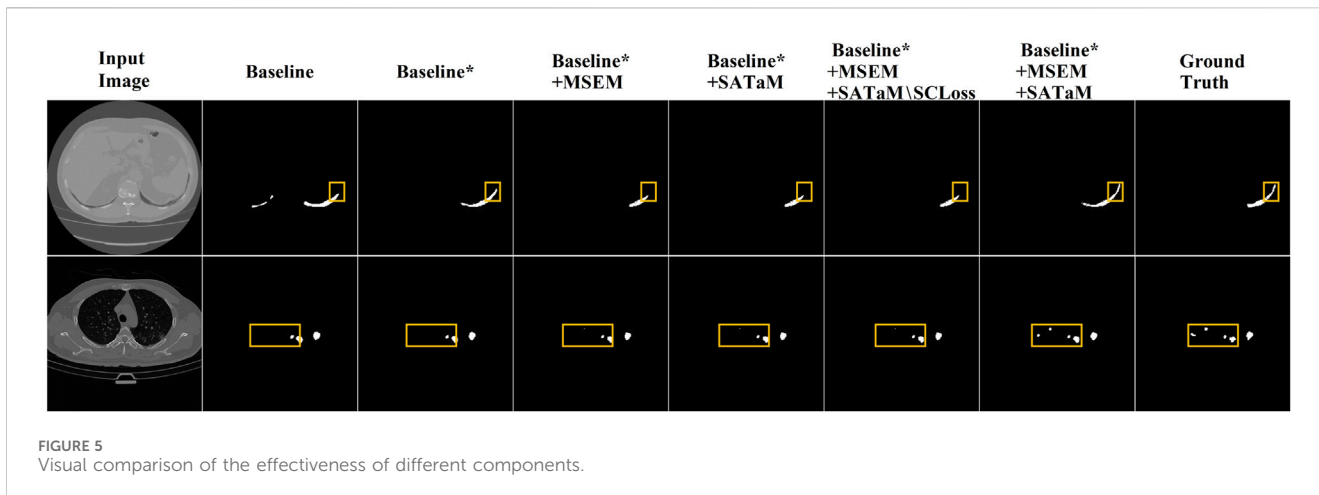 Input
Image
Baseline
Baseline*
Baseline*
+MSEM
Baseline*
+SATaM
Baseline*
+MSEM
+SATaM\SCLoss
Baseline*
+MSEM
+SATaM
Ground
Truth
FIGURE 5
Visual comparison of the effectiveness of different components.